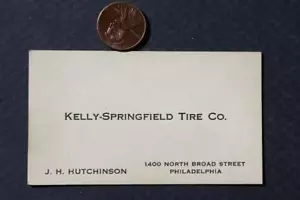 KELLY-SPRINGFIELD TIRE CO.
J. H. HUTCHINSON
1400 NORTH BROAD STREET
PHILADELPHIA